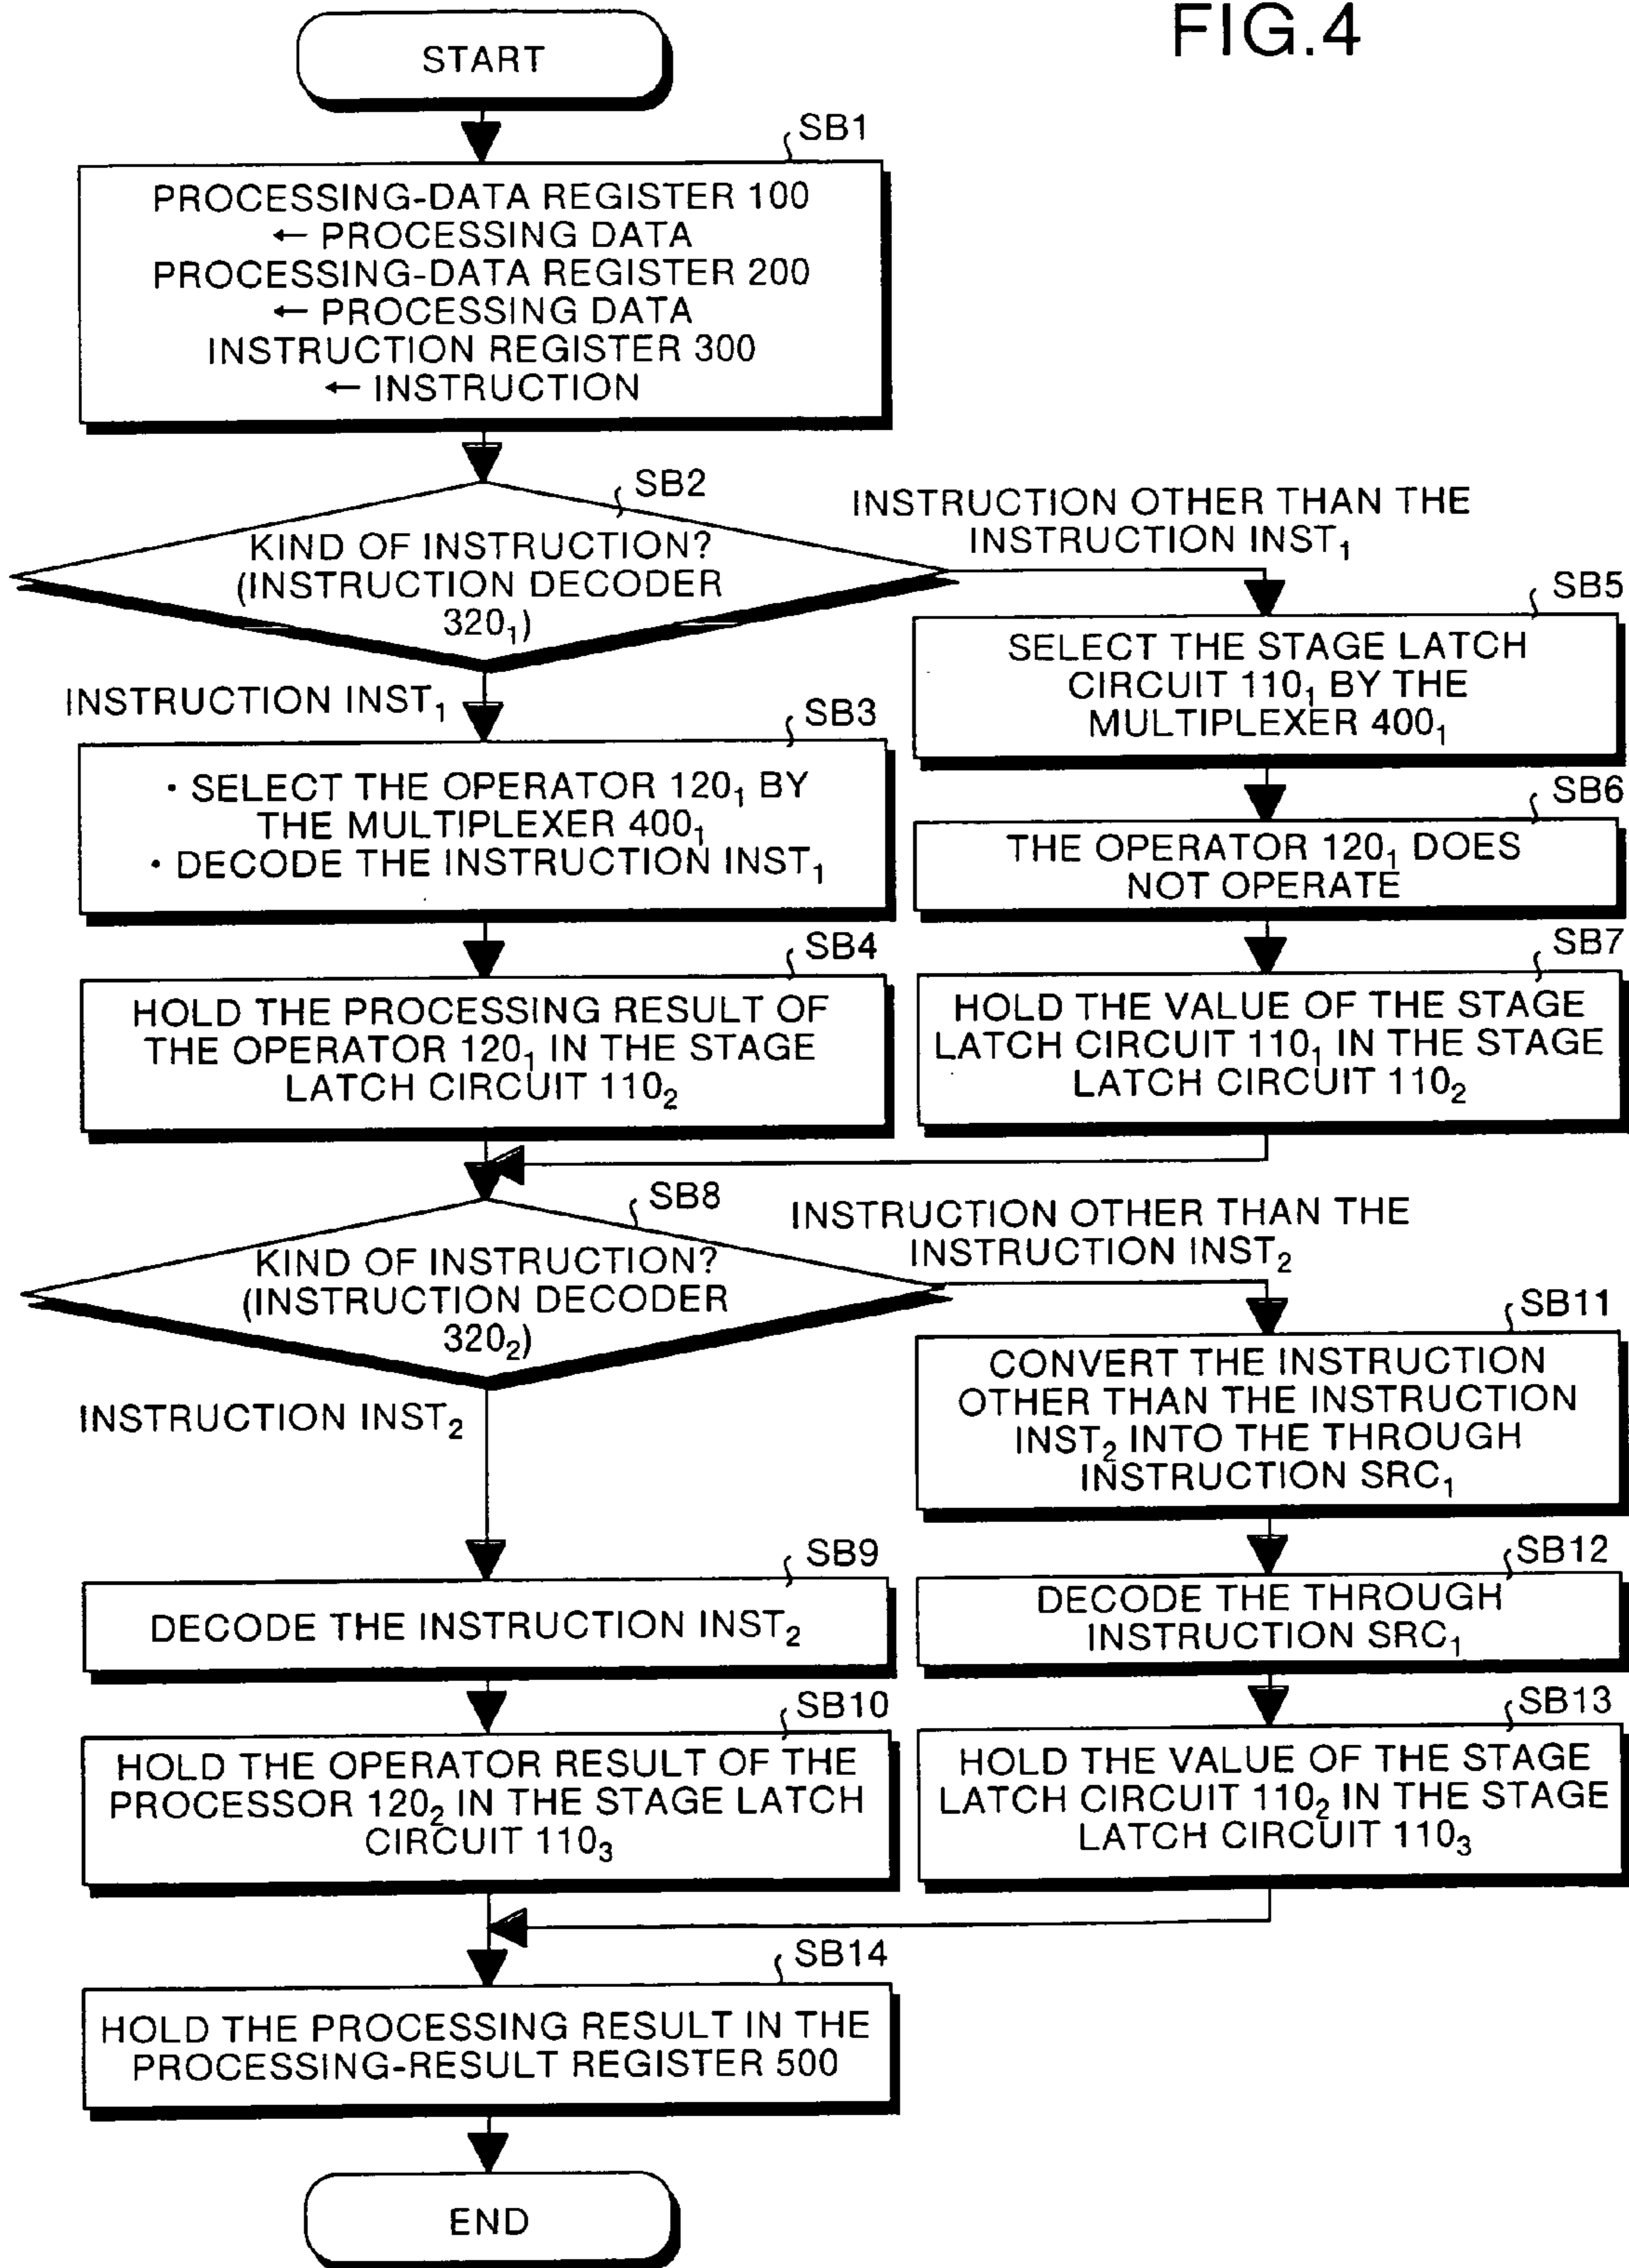 FIG.4
START
SB1
PROCESSING-DATA REGISTER 100
← PROCESSING DATA
PROCESSING-DATA REGISTER 200
← PROCESSING DATA
INSTRUCTION REGISTER 300
← INSTRUCTION
SB2
KIND OF INSTRUCTION?
(INSTRUCTION DECODER
320₁)
INSTRUCTION OTHER THAN THE
INSTRUCTION INST₁
INSTRUCTION INST₁
SB3
· SELECT THE OPERATOR 120₁ BY
THE MULTIPLEXER 400₁
· DECODE THE INSTRUCTION INST₁
SB4
HOLD THE PROCESSING RESULT OF
THE OPERATOR 120₁ IN THE STAGE
LATCH CIRCUIT 110₂
SB5
SELECT THE STAGE LATCH
CIRCUIT 110₁ BY THE
MULTIPLEXER 400₁
SB6
THE OPERATOR 120₁ DOES
NOT OPERATE
SB7
HOLD THE VALUE OF THE STAGE
LATCH CIRCUIT 110₁ IN THE STAGE
LATCH CIRCUIT 110₂
SB8
KIND OF INSTRUCTION?
(INSTRUCTION DECODER
320₂)
INSTRUCTION OTHER THAN THE
INSTRUCTION INST₂
INSTRUCTION INST₂
SB9
DECODE THE INSTRUCTION INST₂
SB10
HOLD THE OPERATOR RESULT OF THE
PROCESSOR 120₂ IN THE STAGE LATCH
CIRCUIT 110₃
SB11
CONVERT THE INSTRUCTION
OTHER THAN THE INSTRUCTION
INST₂ INTO THE THROUGH
INSTRUCTION SRC₁
SB12
DECODE THE THROUGH
INSTRUCTION SRC₁
SB13
HOLD THE VALUE OF THE STAGE
LATCH CIRCUIT 110₂ IN THE STAGE
LATCH CIRCUIT 110₃
SB14
HOLD THE PROCESSING RESULT IN THE
PROCESSING-RESULT REGISTER 500
END